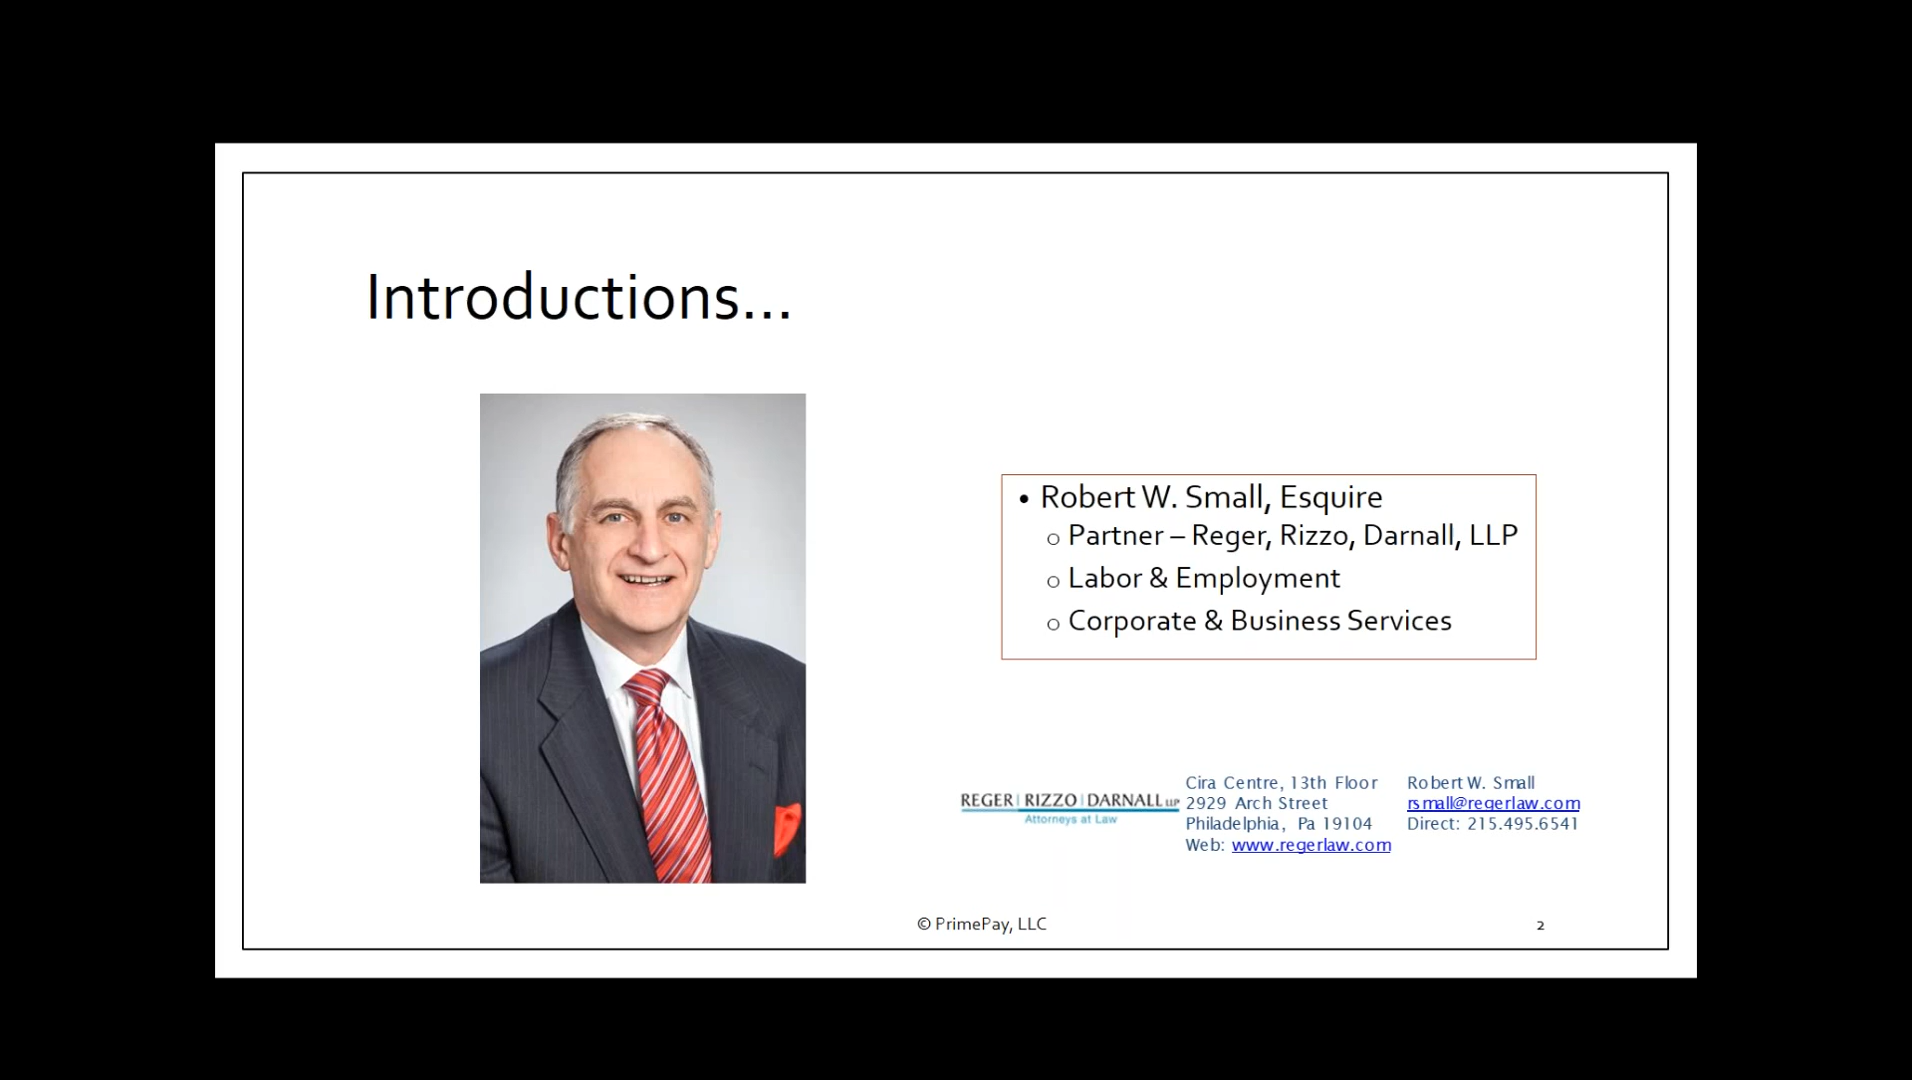 Introductions...
• Robert W. Small, Esquire
o Partner – Reger, Rizzo, Darnall, LLP
o Labor & Employment
o Corporate & Business Services
REGER | RIZZO | DARNALL LLP
Attorneys at Law
Cira Centre, 13th Floor
2929 Arch Street
Philadelphia, Pa 19104
Web: www.regerlaw.com
Robert W. Small
rsmall@regerlaw.com
Direct: 215.495.6541
© PrimePay, LLC
2